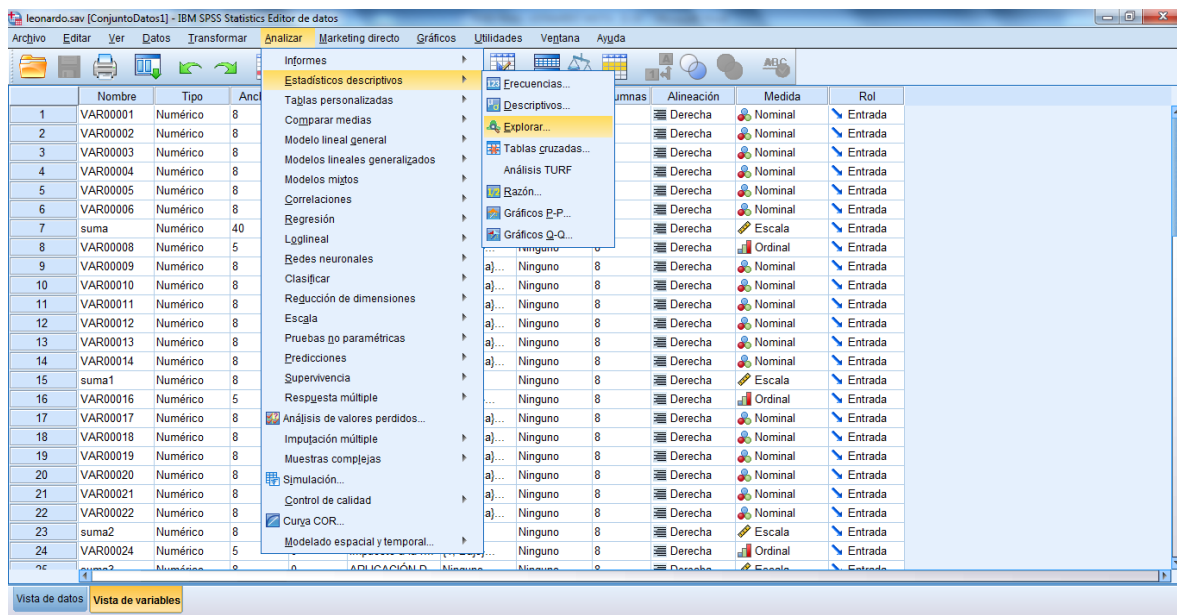 leonardo.sav [ConjuntoDatos1] - IBM SPSS Statistics Editor de datos
Archivo Editar Ver Datos Transformar Analizar Marketing directo Gráficos Utilidades Ventana Ayuda
Informes
Estadísticos descriptivos
Tablas personalizadas
Comparar medias
Modelo lineal general
Modelos lineales generalizados
Modelos mixtos
Correlaciones
Regresión
Loglineal
Redes neuronales
Clasificar
Reducción de dimensiones
Escala
Pruebas no paramétricas
Predicciones
Supervivencia
Respuesta múltiple
Análisis de valores perdidos...
Imputación múltiple
Muestras complejas
Simulación...
Control de calidad
Curva COR...
Modelado espacial y temporal...
Frecuencias...
Descriptivos...
Explorar...
Tablas cruzadas...
Análisis TURF
Razón...
Gráficos P-P...
Gráficos Q-Q...
Nombre Tipo Alineación Medida Rol
1 VAR00001 Numérico 8 Derecha Nominal Entrada
2 VAR00002 Numérico 8 Derecha Nominal Entrada
3 VAR00003 Numérico 8 Derecha Nominal Entrada
4 VAR00004 Numérico 8 Derecha Nominal Entrada
5 VAR00005 Numérico 8 Derecha Nominal Entrada
6 VAR00006 Numérico 8 Derecha Nominal Entrada
7 suma Numérico 40 Derecha Escala Entrada
8 VAR00008 Numérico 5 Ninguno 8 Derecha Ordinal Entrada
9 VAR00009 Numérico 8 a}... Ninguno 8 Derecha Nominal Entrada
10 VAR00010 Numérico 8 a}... Ninguno 8 Derecha Nominal Entrada
11 VAR00011 Numérico 8 a}... Ninguno 8 Derecha Nominal Entrada
12 VAR00012 Numérico 8 a}... Ninguno 8 Derecha Nominal Entrada
13 VAR00013 Numérico 8 a}... Ninguno 8 Derecha Nominal Entrada
14 VAR00014 Numérico 8 a}... Ninguno 8 Derecha Nominal Entrada
15 suma1 Numérico 8 Ninguno 8 Derecha Escala Entrada
16 VAR00016 Numérico 5 ... Ninguno 8 Derecha Ordinal Entrada
17 VAR00017 Numérico 8 a}... Ninguno 8 Derecha Nominal Entrada
18 VAR00018 Numérico 8 a}... Ninguno 8 Derecha Nominal Entrada
19 VAR00019 Numérico 8 a}... Ninguno 8 Derecha Nominal Entrada
20 VAR00020 Numérico 8 a}... Ninguno 8 Derecha Nominal Entrada
21 VAR00021 Numérico 8 a}... Ninguno 8 Derecha Nominal Entrada
22 VAR00022 Numérico 8 a}... Ninguno 8 Derecha Nominal Entrada
23 suma2 Numérico 8 Ninguno 8 Derecha Escala Entrada
24 VAR00024 Numérico 5 Ninguno 8 Derecha Ordinal Entrada
Vista de datos Vista de variables